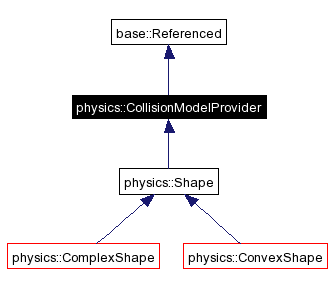 base::Referenced
physics::CollisionModelProvider
physics::Shape
physics::ComplexShape
physics::ConvexShape